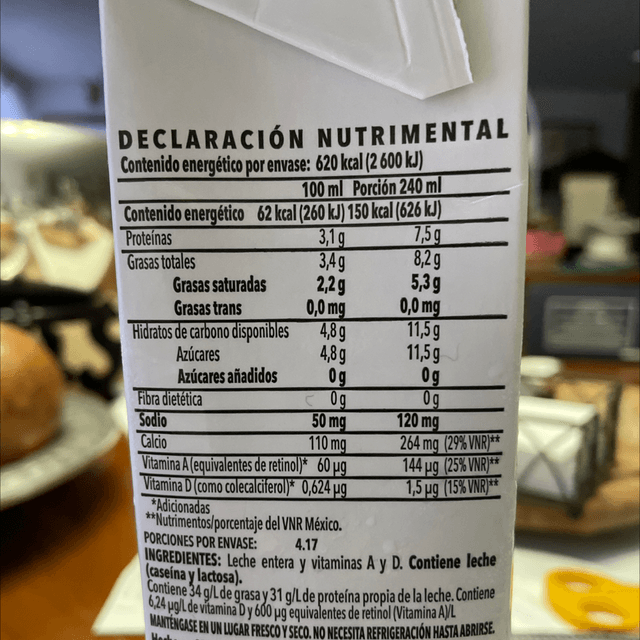 DECLARACIÓN NUTRIMENTAL
Contenido energético por envase: 620 kcal (2 600 kJ)
100 ml Porción 240 ml
Contenido energético 62 kcal (260 kJ) 150 kcal (626 kJ)
Proteínas 3,1 g 7,5 g
Grasas totales 3,4 g 8,2 g
Grasas saturadas 2,2 g 5,3 g
Grasas trans 0,0 mg 0,0 mg
Hidratos de carbono disponibles 4,8 g 11,5 g
Azúcares 4,8 g 11,5 g
Azúcares añadidos 0 g 0 g
Fibra dietética 0 g 0 g
Sodio 50 mg 120 mg
Calcio 110 mg 264 mg (29% VNR)**
Vitamina A (equivalentes de retinol)* 60 µg 144 µg (25% VNR)**
Vitamina D (como colecalciferol)* 0,624 µg 1,5 µg (15% VNR)**
*Adicionadas
**Nutrimentos/porcentaje del VNR México.
PORCIONES POR ENVASE: 4.17
INGREDIENTES: Leche entera y vitaminas A y D. Contiene leche
(caseína y lactosa).
Contiene 34 g/L de grasa y 31 g/L de proteína propia de la leche. Contiene
6,24 µg/L de vitamina D y 600 µg equivalentes de retinol (Vitamina A)/L
MANTÉNGASE EN UN LUGAR FRESCO Y SECO. NO NECESITA REFRIGERACIÓN HASTA ABRIRSE.